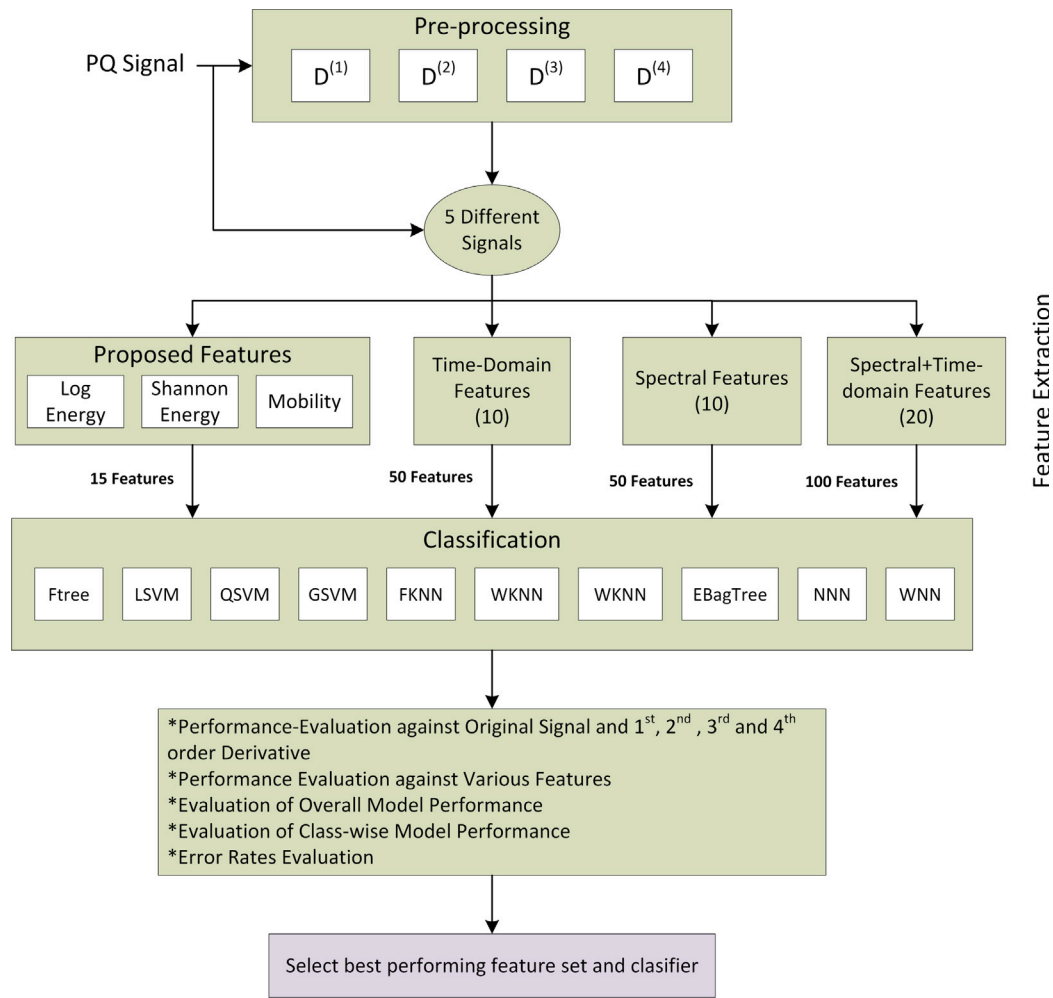 Pre-processing
PQ Signal
D(1)
D(2)
D(3)
D(4)
5 Different
Signals
Feature Extraction
Proposed Features
Log
Energy
Shannon
Energy
Mobility
Time-Domain
Features
(10)
Spectral Features
(10)
Spectral+Time-
domain Features
(20)
15 Features
50 Features
50 Features
100 Features
Classification
Ftree
LSVM
QSVM
GSVM
FKNN
WKNN
WKNN
EBagTree
NNN
WNN
*Performance-Evaluation against Original Signal and 1st, 2nd , 3rd and 4th
order Derivative
*Performance Evaluation against Various Features
*Evaluation of Overall Model Performance
*Evaluation of Class-wise Model Performance
*Error Rates Evaluation
Select best performing feature set and clasifier